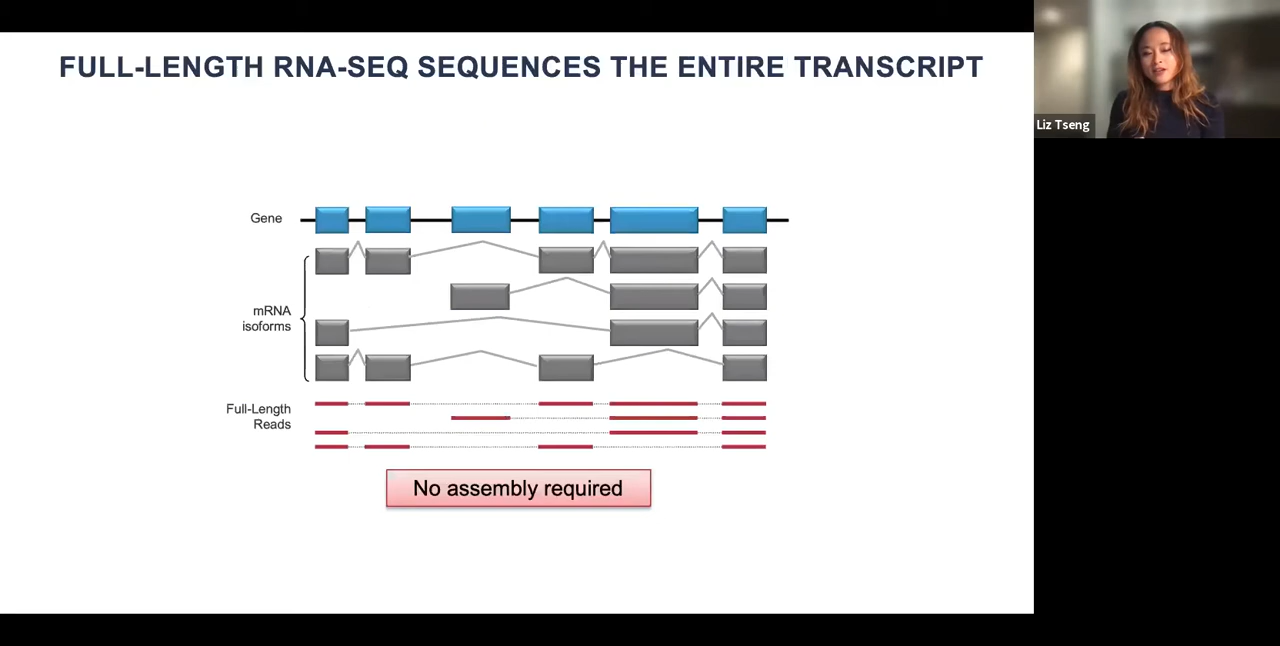 FULL-LENGTH RNA-SEQ SEQUENCES THE ENTIRE TRANSCRIPT
Liz Tseng
Gene
mRNA
isoforms
Full-Length
Reads
No assembly required